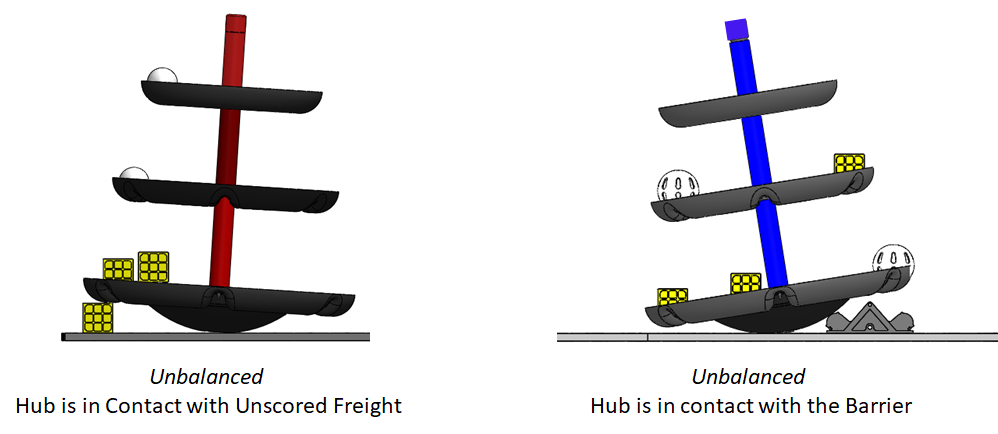 Unbalanced
Hub is in Contact with Unscored Freight
Unbalanced
Hub is in contact with the Barrier